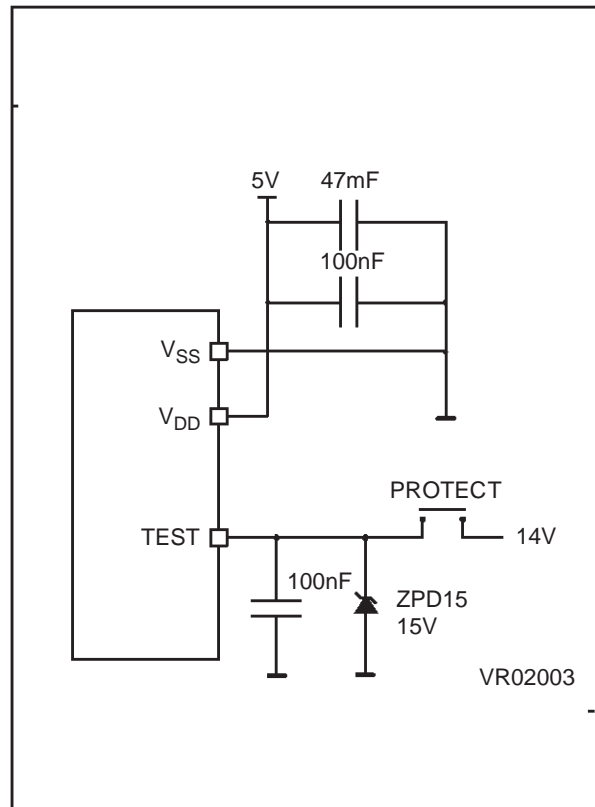 5V 47mF
100nF
VSS
VDD
PROTECT
TEST 14V
100nF ZPD15
15V
VR02003